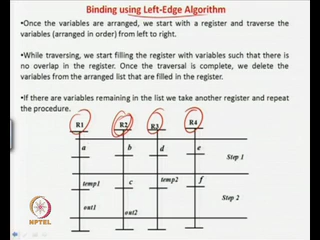 Binding using Left-Edge Algorithm
•Once the variables are arranged, we start with a register and traverse the
variables (arranged in order) from left to right.
•While traversing, we start filling the register with variables such that there is
no overlap in the register. Once the traversal is complete, we delete the
variables from the arranged list that are filled in the register.
•If there are variables remaining in the list we take another register and repeat
the procedure.
R1 R2 R3 R4
a b d e
Step 1
temp1 c temp2 f
Step 2
out1 out2
NPTEL